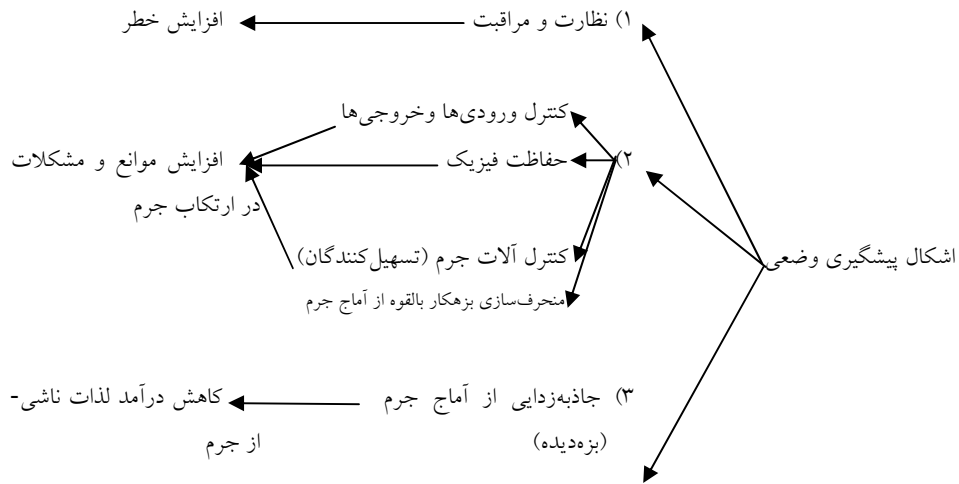 ۱) نظارت و مراقبت
افزایش خطر
کنترل ورودی‌ها وخروجی‌ها
۲)
حفاظت فیزیک
افزایش موانع و مشکلات
در ارتکاب جرم
کنترل آلات جرم (تسهیل‌کنندگان)
اشکال پیشگیری وضعی
منحرف‌سازی بزهکار بالقوه از آماج جرم
۳) جاذبه‌زدایی از آماج جرم
(بزه‌دیده)
کاهش درآمد لذات ناشی-
از جرم